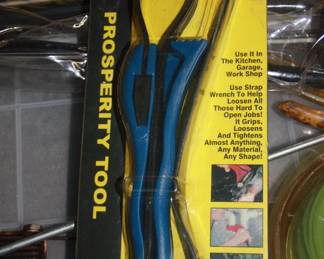 PROSPERITY TOOL
Use It In
The Kitchen,
Garage,
Work Shop
Use Strap
Wrench To Help
Loosen All
Those Hard To
Open Jobs!
It Grips,
Loosens
And Tightens
Almost Anything,
Any Material,
Any Shape!